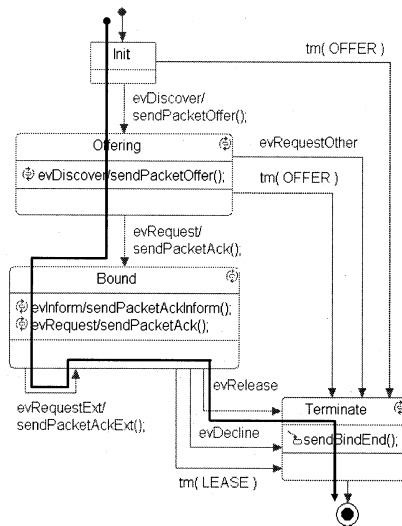 Init
tm( OFFER )
evDiscover/
sendPacketOffer();
Offering
evRequestOther
evDiscover/sendPacketOffer();
tm( OFFER )
evRequest/
sendPacketAck();
Bound
evInform/sendPacketAckInform();
evRequest/sendPacketAck();
evRelease
evRequestExt/
sendPacketAckExt();
Terminate
evDecline
sendBindEnd();
tm( LEASE )